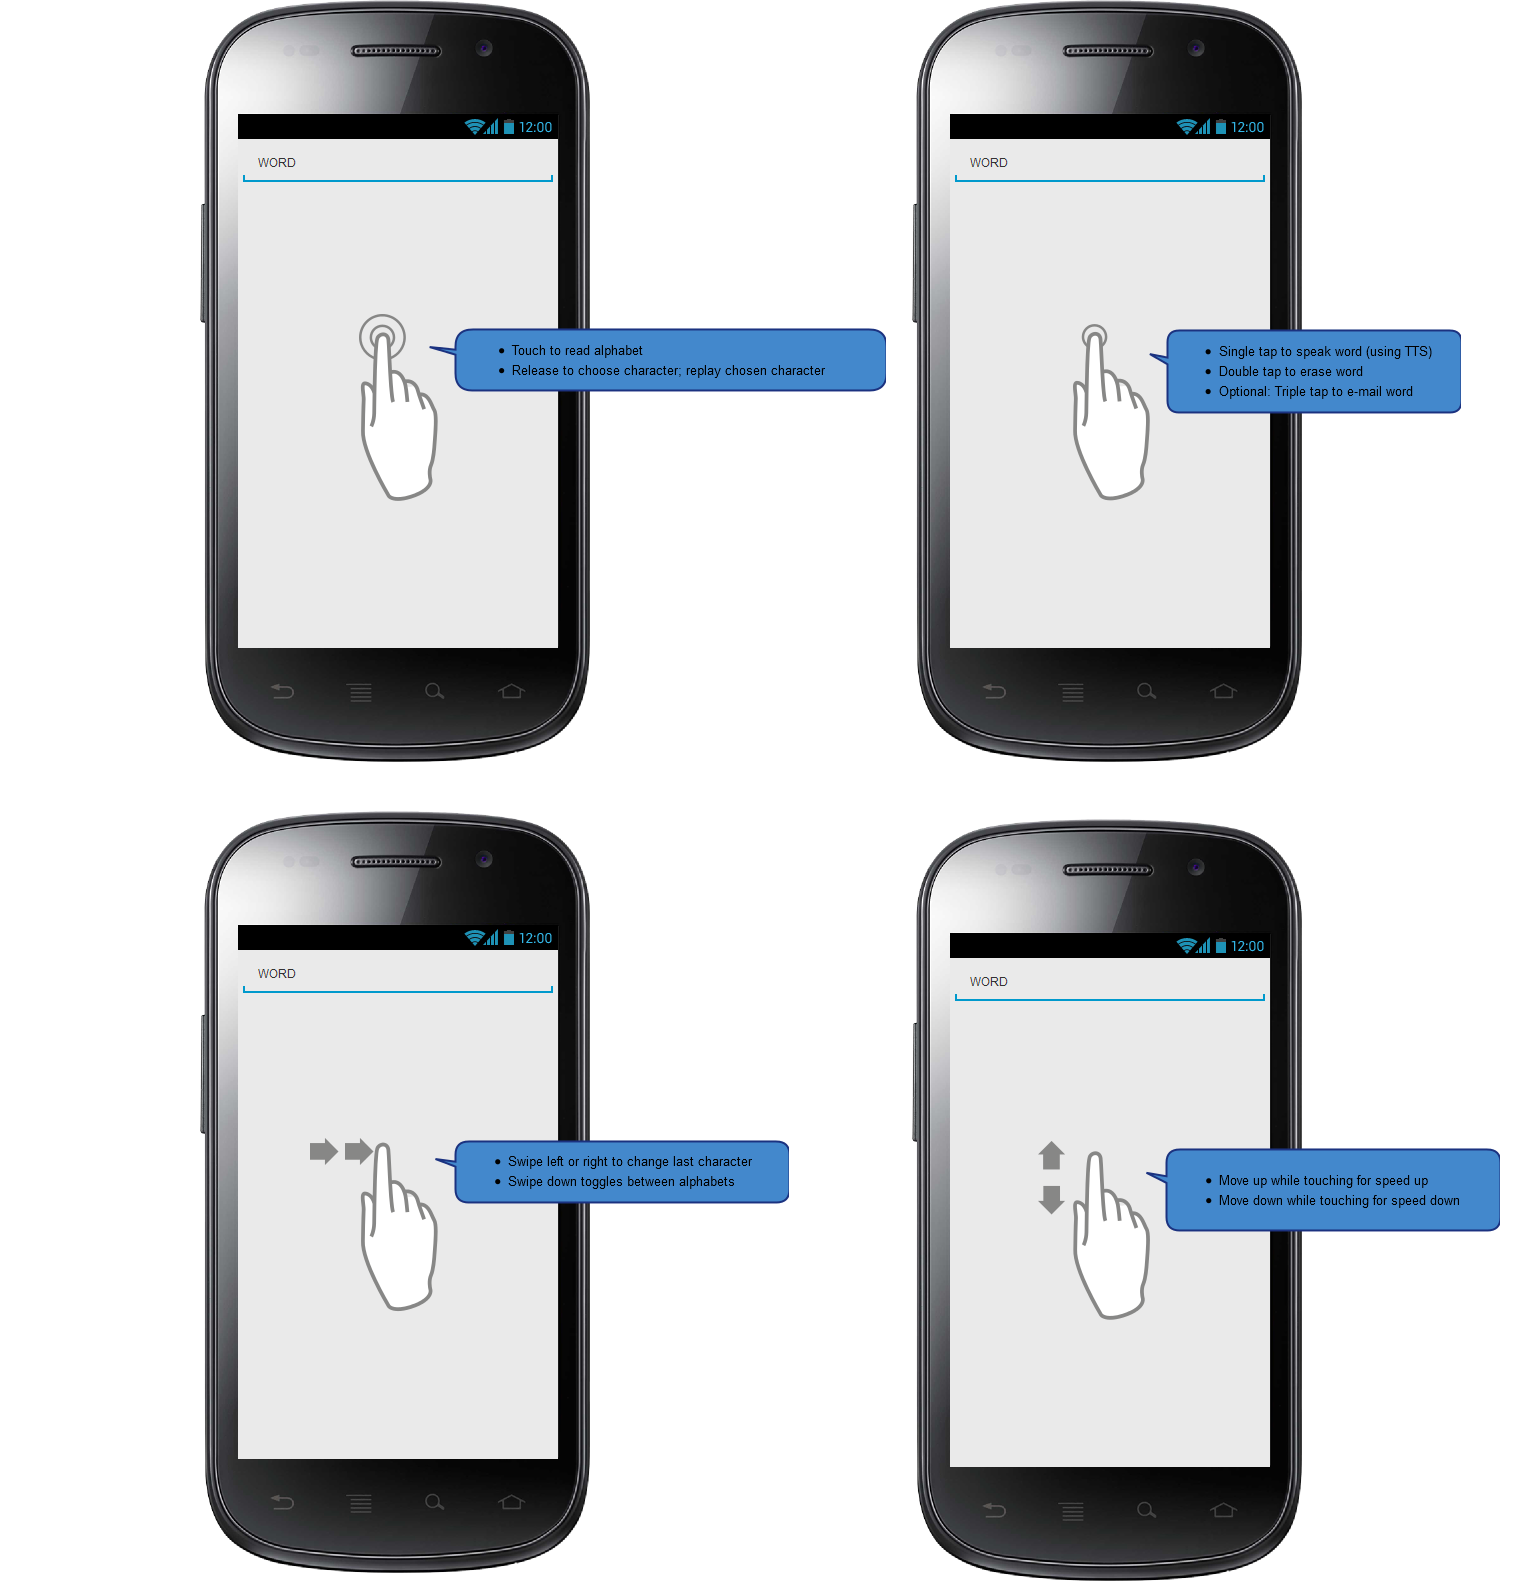 12:00
WORD
• Touch to read alphabet
• Release to choose character; replay chosen character
12:00
WORD
• Single tap to speak word (using TTS)
• Double tap to erase word
• Optional: Triple tap to e-mail word
12:00
WORD
• Swipe left or right to change last character
• Swipe down toggles between alphabets
12:00
WORD
• Move up while touching for speed up
• Move down while touching for speed down